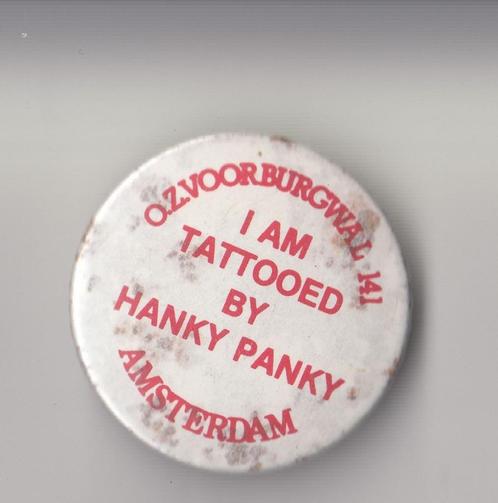 O.Z.VOORBURGWAL 141
I AM
TATTOOED
BY
HANKY PANKY
AMSTERDAM